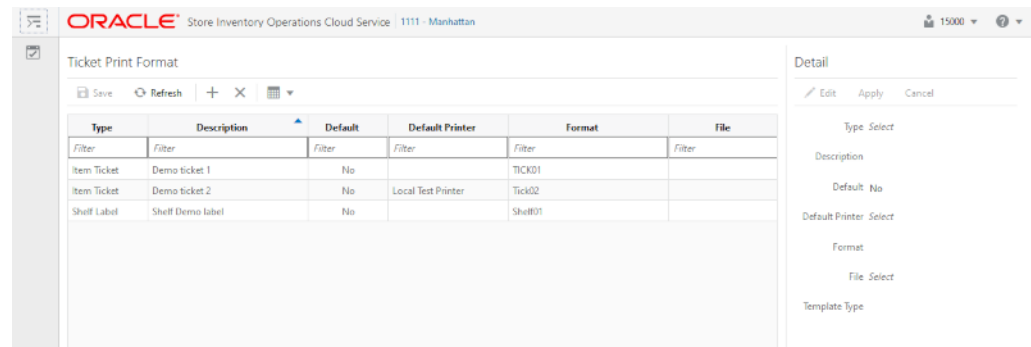 ORACLE® Store Inventory Operations Cloud Service 1111 - Manhattan 15000
Ticket Print Format
Save Refresh
Type Description Default Default Printer Format File
Filter Filter Filter Filter Filter Filter
Item Ticket Demo ticket 1 No TICK01
Item Ticket Demo ticket 2 No Local Test Printer Tick02
Shelf Label Shelf Demo label No Shelf01
Detail
Edit Apply Cancel
Type Select
Description
Default No
Default Printer Select
Format
File Select
Template Type